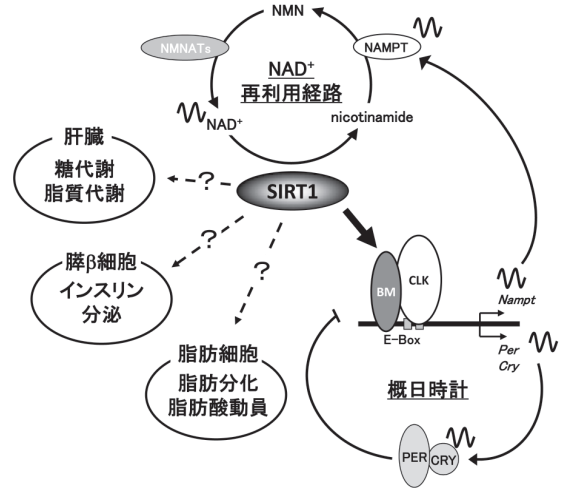 NMN
NMNATs
NAMPT
NAD⁺
再利用経路
NAD⁺
nicotinamide
肝臓
糖代謝
脂質代謝
?
SIRT1
膵β細胞
インスリン
分泌
?
?
脂肪細胞
脂肪分化
脂肪酸動員
BM
CLK
E-Box
Nampt
Per
Cry
概日時計
PER
CRY